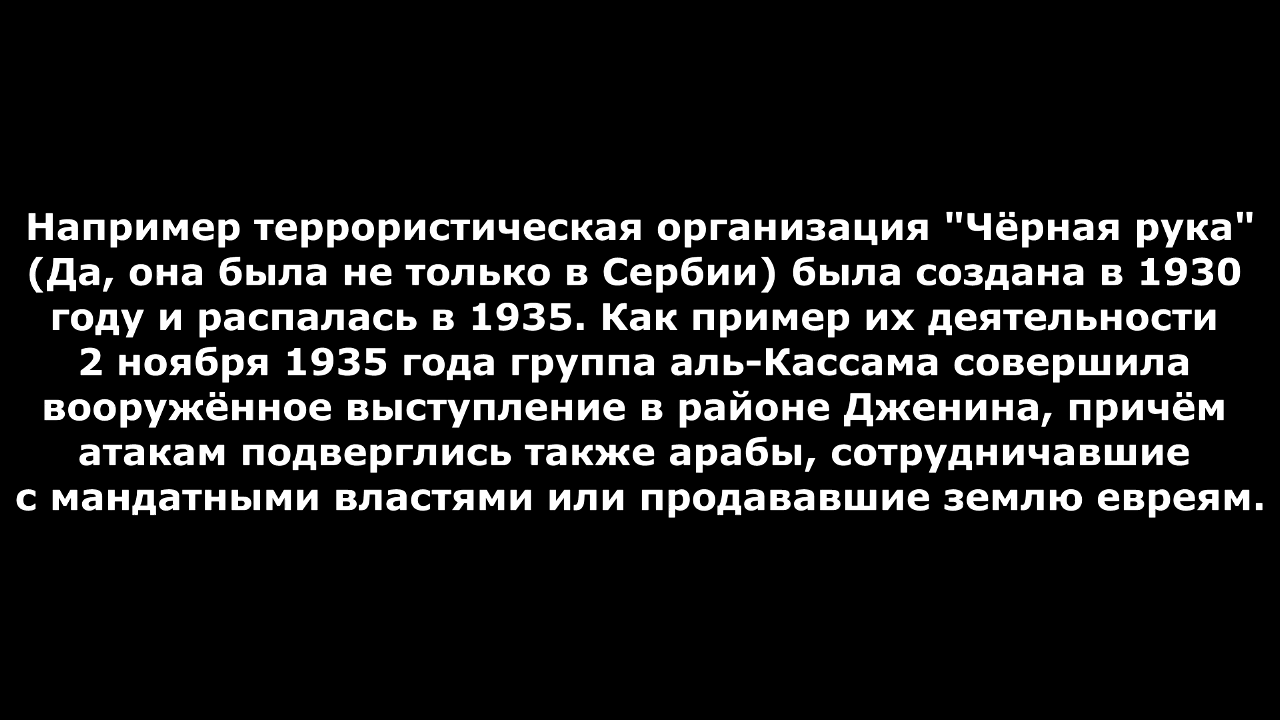 Например террористическая организация "Чёрная рука"
(Да, она была не только в Сербии) была создана в 1930
году и распалась в 1935. Как пример их деятельности
2 ноября 1935 года группа аль-Кассама совершила
вооружённое выступление в районе Дженина, причём
атакам подверглись также арабы, сотрудничавшие
с мандатными властями или продававшие землю евреям.